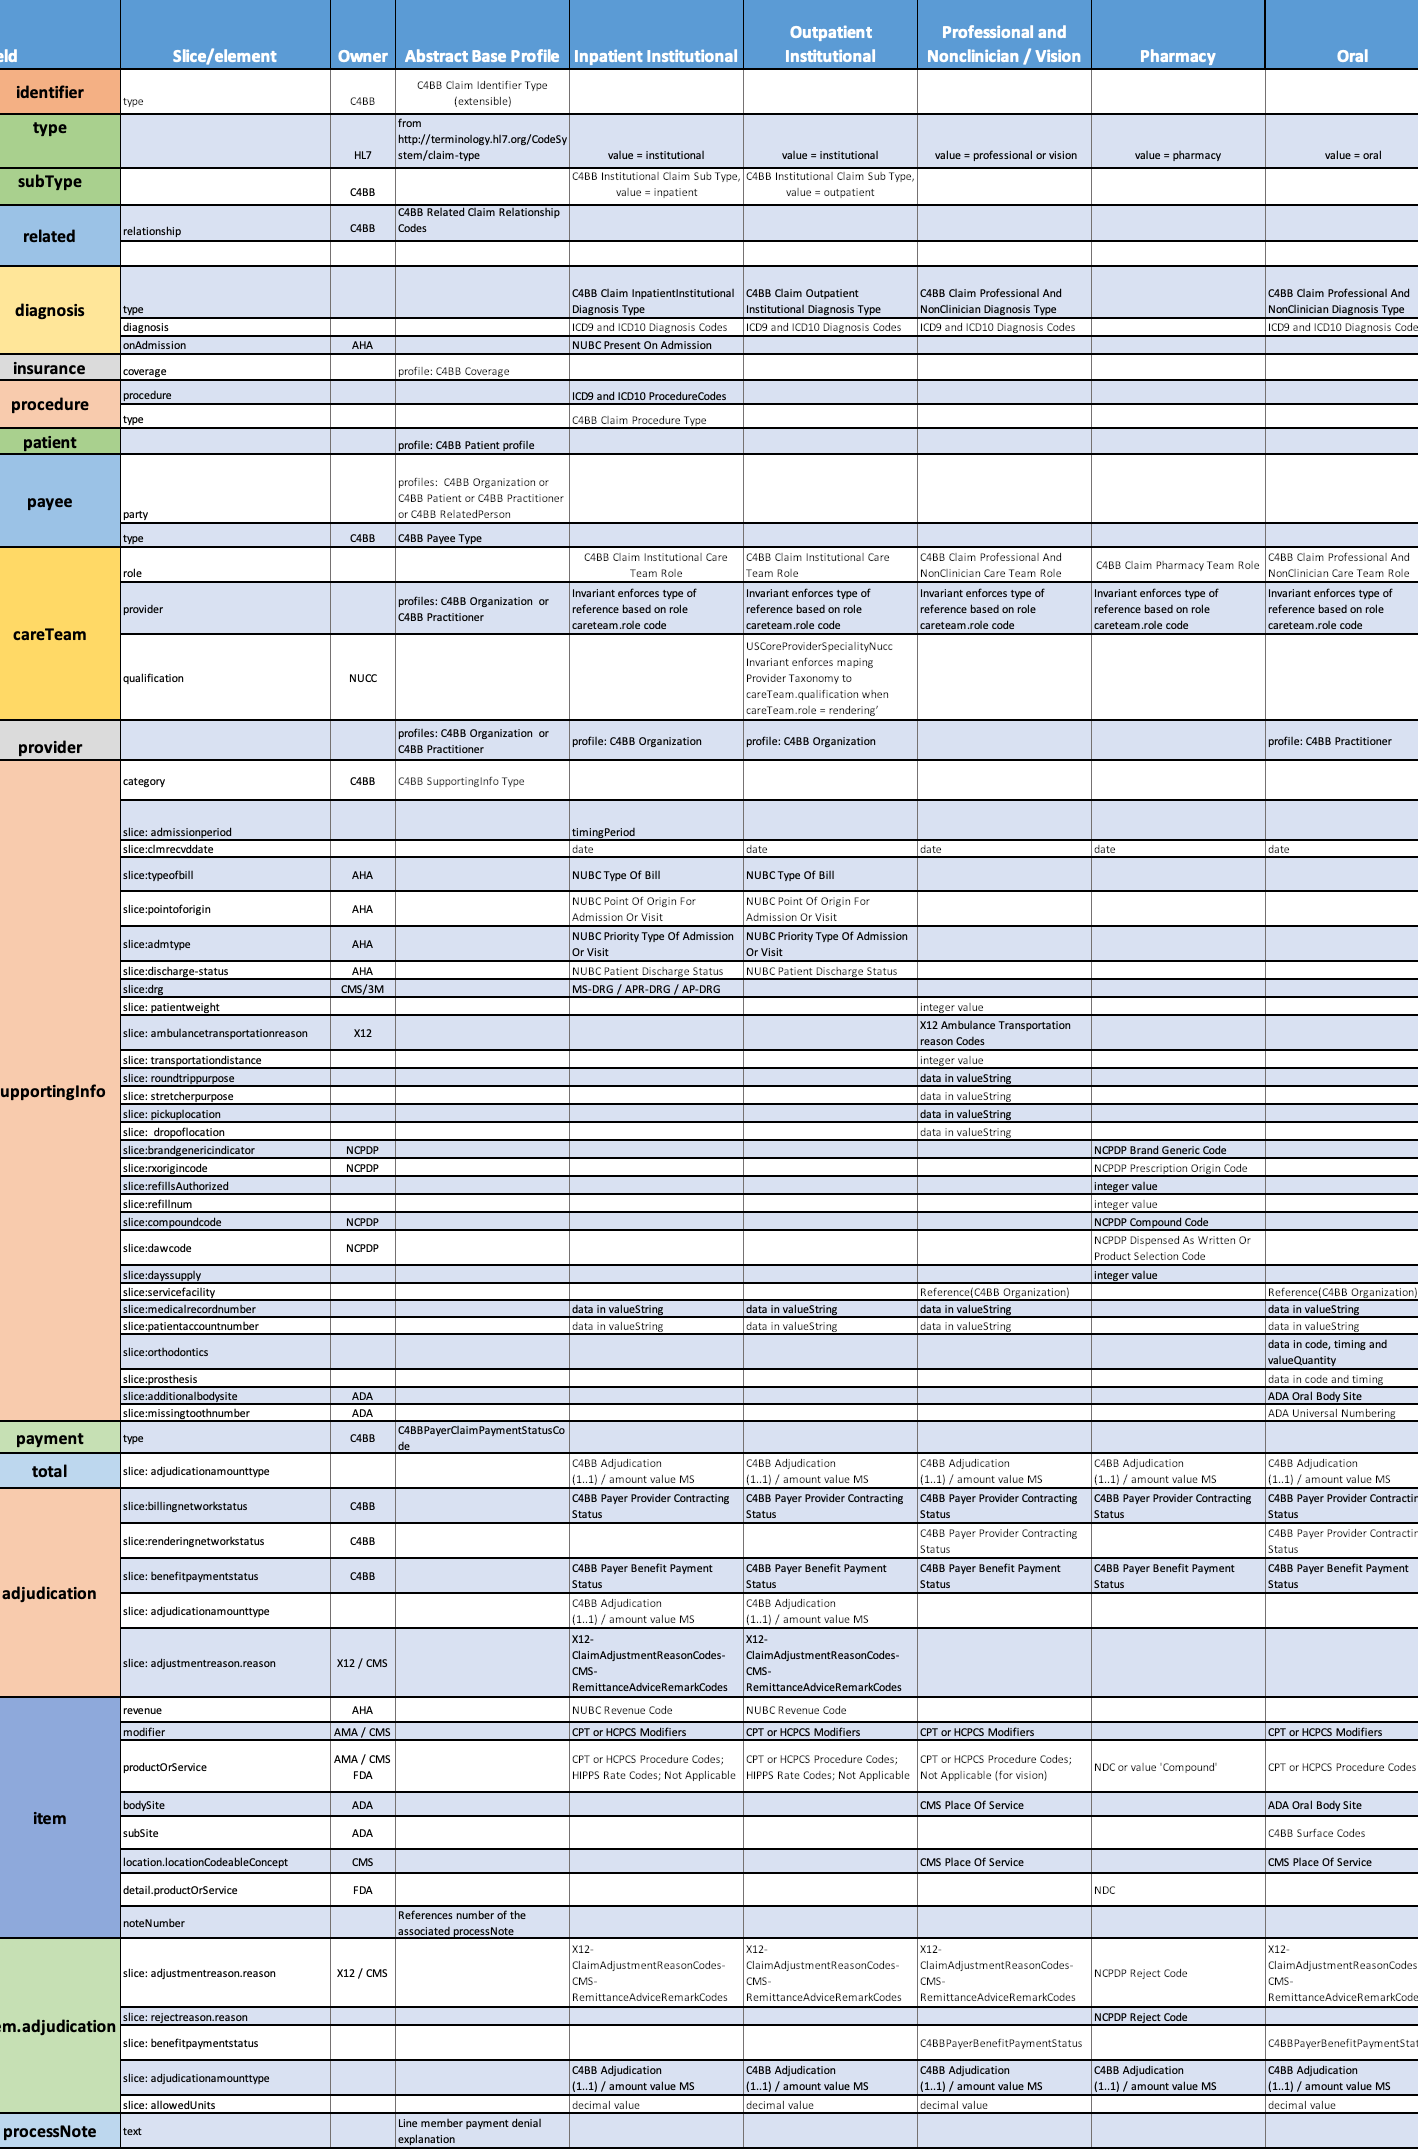 eld
Slice/element
Owner
Abstract Base Profile
Inpatient Institutional
Outpatient
Institutional
Professional and
Nonclinician / Vision
Pharmacy
Oral
identifier
type
C4BB
C4BB Claim Identifier Type
(extensible)
type
HL7
from
http://terminology.hl7.org/CodeSy
stem/claim-type
value = institutional
value = institutional
value = professional or vision
value = pharmacy
value = oral
subType
C4BB
C4BB Institutional Claim Sub Type,
value = inpatient
C4BB Institutional Claim Sub Type,
value = outpatient
related
relationship
C4BB
C4BB Related Claim Relationship
Codes
diagnosis
type
C4BB Claim InpatientInstitutional
Diagnosis Type
C4BB Claim Outpatient
Institutional Diagnosis Type
C4BB Claim Professional And
NonClinician Diagnosis Type
C4BB Claim Professional And
NonClinician Diagnosis Type
diagnosis
ICD9 and ICD10 Diagnosis Codes
ICD9 and ICD10 Diagnosis Codes
ICD9 and ICD10 Diagnosis Codes
ICD9 and ICD10 Diagnosis Code
onAdmission
AHA
NUBC Present On Admission
insurance
coverage
profile: C4BB Coverage
procedure
procedure
ICD9 and ICD10 ProcedureCodes
type
C4BB Claim Procedure Type
patient
profile: C4BB Patient profile
payee
party
profiles:  C4BB Organization or
C4BB Patient or C4BB Practitioner
or C4BB RelatedPerson
type
C4BB
C4BB Payee Type
careTeam
role
C4BB Claim Institutional Care
Team Role
C4BB Claim Institutional Care
Team Role
C4BB Claim Professional And
NonClinician Care Team Role
C4BB Claim Pharmacy Team Role
C4BB Claim Professional And
NonClinician Care Team Role
provider
profiles: C4BB Organization  or
C4BB Practitioner
Invariant enforces type of
reference based on role
careteam.role code
Invariant enforces type of
reference based on role
careteam.role code
Invariant enforces type of
reference based on role
careteam.role code
Invariant enforces type of
reference based on role
careteam.role code
Invariant enforces type of
reference based on role
careteam.role code
qualification
NUCC
USCoreProviderSpecialityNucc
Invariant enforces maping
Provider Taxonomy to
careTeam.qualification when
careTeam.role = rendering’
provider
profiles: C4BB Organization  or
C4BB Practitioner
profile: C4BB Organization
profile: C4BB Organization
profile: C4BB Practitioner
upportingInfo
category
C4BB
C4BB SupportingInfo Type
slice: admissionperiod
timingPeriod
slice:clmrecvddate
date
date
date
date
date
slice:typeofbill
AHA
NUBC Type Of Bill
NUBC Type Of Bill
slice:pointoforigin
AHA
NUBC Point Of Origin For
Admission Or Visit
NUBC Point Of Origin For
Admission Or Visit
slice:admtype
AHA
NUBC Priority Type Of Admission
Or Visit
NUBC Priority Type Of Admission
Or Visit
slice:discharge-status
AHA
NUBC Patient Discharge Status
NUBC Patient Discharge Status
slice:drg
CMS/3M
MS-DRG / APR-DRG / AP-DRG
slice: patientweight
integer value
slice: ambulancetransportationreason
X12
X12 Ambulance Transportation
reason Codes
slice: transportationdistance
integer value
slice: roundtrippurpose
data in valueString
slice: stretcherpurpose
data in valueString
slice: pickuplocation
data in valueString
slice:  dropoflocation
data in valueString
slice:brandgenericindicator
NCPDP
NCPDP Brand Generic Code
slice:rxorigincode
NCPDP
NCPDP Prescription Origin Code
slice:refillsAuthorized
integer value
slice:refillnum
integer value
slice:compoundcode
NCPDP
NCPDP Compound Code
slice:dawcode
NCPDP
NCPDP Dispensed As Written Or
Product Selection Code
slice:dayssupply
integer value
slice:servicefacility
Reference(C4BB Organization)
Reference(C4BB Organization)
slice:medicalrecordnumber
data in valueString
data in valueString
data in valueString
data in valueString
slice:patientaccountnumber
data in valueString
data in valueString
data in valueString
data in valueString
slice:orthodontics
data in code, timing and
valueQuantity
slice:prosthesis
data in code and timing
slice:additionalbodysite
ADA
ADA Oral Body Site
slice:missingtoothnumber
ADA
ADA Universal Numbering
payment
type
C4BB
C4BBPayerClaimPaymentStatusCo
de
total
slice: adjudicationamounttype
C4BB Adjudication
(1..1) / amount value MS
C4BB Adjudication
(1..1) / amount value MS
C4BB Adjudication
(1..1) / amount value MS
C4BB Adjudication
(1..1) / amount value MS
C4BB Adjudication
(1..1) / amount value MS
adjudication
slice:billingnetworkstatus
C4BB
C4BB Payer Provider Contracting
Status
C4BB Payer Provider Contracting
Status
C4BB Payer Provider Contracting
Status
C4BB Payer Provider Contracting
Status
C4BB Payer Provider Contractin
Status
slice:renderingnetworkstatus
C4BB
C4BB Payer Provider Contracting
Status
C4BB Payer Provider Contractin
Status
slice: benefitpaymentstatus
C4BB
C4BB Payer Benefit Payment
Status
C4BB Payer Benefit Payment
Status
C4BB Payer Benefit Payment
Status
C4BB Payer Benefit Payment
Status
C4BB Payer Benefit Payment
Status
slice: adjudicationamounttype
C4BB Adjudication
(1..1) / amount value MS
C4BB Adjudication
(1..1) / amount value MS
slice: adjustmentreason.reason
X12 / CMS
X12-
ClaimAdjustmentReasonCodes-
CMS-
RemittanceAdviceRemarkCodes
X12-
ClaimAdjustmentReasonCodes-
CMS-
RemittanceAdviceRemarkCodes
item
revenue
AHA
NUBC Revenue Code
NUBC Revenue Code
modifier
AMA / CMS
CPT or HCPCS Modifiers
CPT or HCPCS Modifiers
CPT or HCPCS Modifiers
CPT or HCPCS Modifiers
productOrService
AMA / CMS
FDA
CPT or HCPCS Procedure Codes;
HIPPS Rate Codes; Not Applicable
CPT or HCPCS Procedure Codes;
HIPPS Rate Codes; Not Applicable
CPT or HCPCS Procedure Codes;
Not Applicable (for vision)
NDC or value 'Compound'
CPT or HCPCS Procedure Codes
bodySite
ADA
CMS Place Of Service
ADA Oral Body Site
subSite
ADA
C4BB Surface Codes
location.locationCodeableConcept
CMS
CMS Place Of Service
CMS Place Of Service
detail.productOrService
FDA
NDC
noteNumber
References number of the
associated processNote
em.adjudication
slice: adjustmentreason.reason
X12 / CMS
X12-
ClaimAdjustmentReasonCodes-
CMS-
RemittanceAdviceRemarkCodes
X12-
ClaimAdjustmentReasonCodes-
CMS-
RemittanceAdviceRemarkCodes
X12-
ClaimAdjustmentReasonCodes-
CMS-
RemittanceAdviceRemarkCodes
NCPDP Reject Code
X12-
ClaimAdjustmentReasonCodes-
CMS-
RemittanceAdviceRemarkCode
slice: rejectreason.reason
NCPDP Reject Code
slice: benefitpaymentstatus
C4BBPayerBenefitPaymentStatus
C4BBPayerBenefitPaymentStat
slice: adjudicationamounttype
C4BB Adjudication
(1..1) / amount value MS
C4BB Adjudication
(1..1) / amount value MS
C4BB Adjudication
(1..1) / amount value MS
C4BB Adjudication
(1..1) / amount value MS
C4BB Adjudication
(1..1) / amount value MS
slice: allowedUnits
decimal value
decimal value
decimal value
decimal value
processNote
text
Line member payment denial
explanation